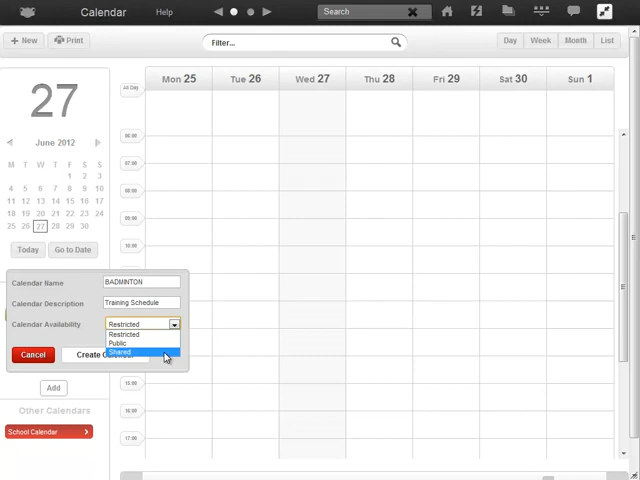 Calendar Help Search
+ New Print Filter... Day Week Month List
27
June 2012
M T W T F S S
1 2 3
4 5 6 7 8 9 10
11 12 13 14 15 16 17
18 19 20 21 22 23 24
25 26 27 28 29 30
Today Go to Date
Calendar Name BADMINTON
Calendar Description Training Schedule
Calendar Availability Restricted
Restricted
Public
Shared
Cancel Create
Add
Other Calendars
School Calendar
Mon 25 Tue 26 Wed 27 Thu 28 Fri 29 Sat 30 Sun 1
All Day
06:00
07:00
08:00
09:00
10:00
15:00
16:00
17:00